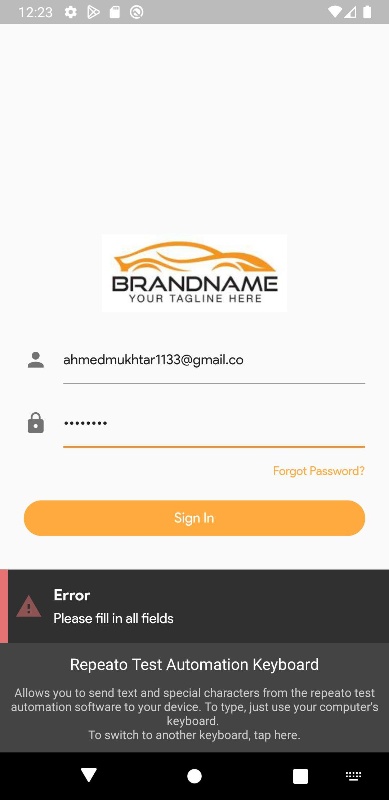 12:23
BRANDNAME
YOUR TAGLINE HERE
ahmedmukhtar1133@gmail.co
••••••••
Forgot Password?
Sign In
Error
Please fill in all fields
Repeato Test Automation Keyboard
Allows you to send text and special characters from the repeato test
automation software to your device. To type, just use your computer's
keyboard.
To switch to another keyboard, tap here.